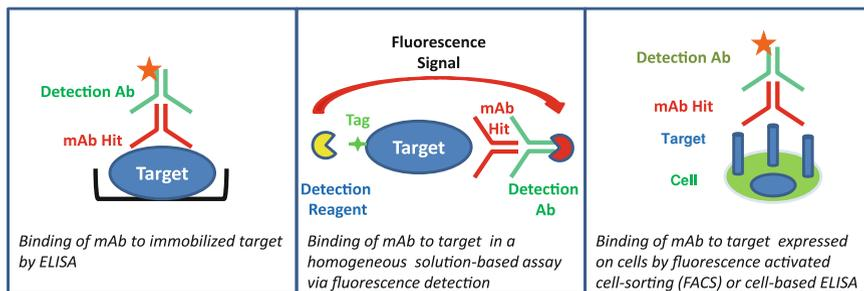 Detection Ab
mAb Hit
Target
Binding of mAb to immobilized target
by ELISA
Fluorescence
Signal
Tag
mAb
Hit
Target
Detection
Reagent
Detection
Ab
Binding of mAb to target in a
homogeneous solution-based assay
via fluorescence detection
Detection Ab
mAb Hit
Target
Cell
Binding of mAb to target expressed
on cells by fluorescence activated
cell-sorting (FACS) or cell-based ELISA